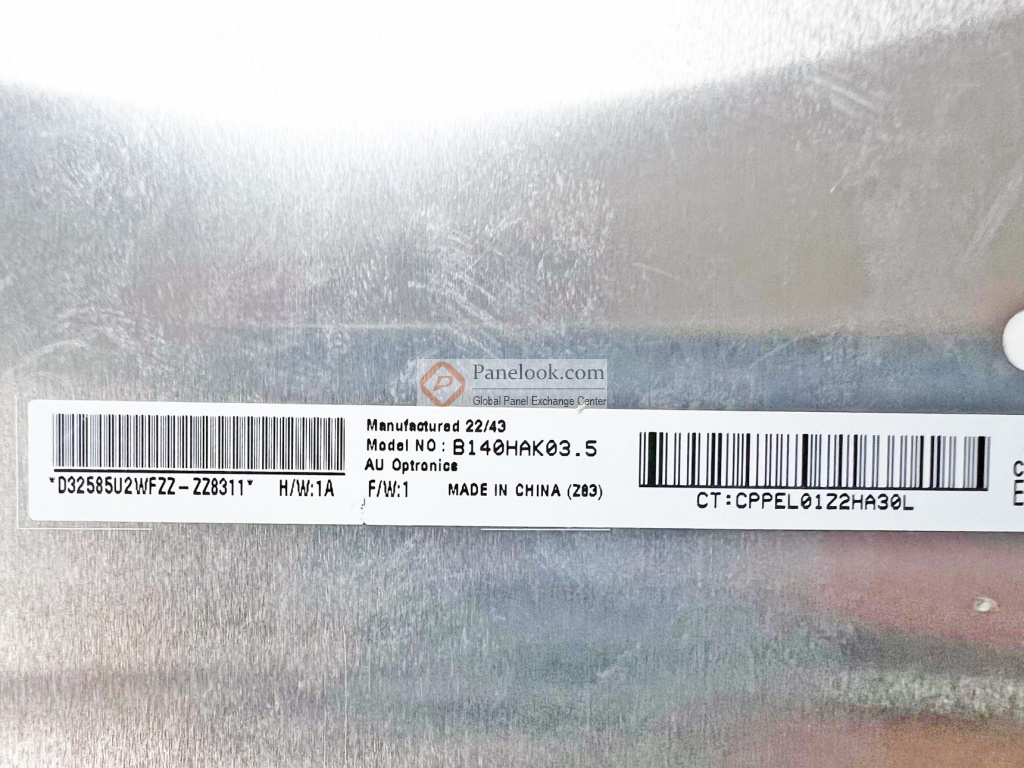 Panelook.com
Global Panel Exchange Center
Manufactured 22/43
Model NO : B140HAK03.5
AU Optronics
*D32585U2WFZZ-ZZ8311* H/W:1A F/W:1 MADE IN CHINA (Z83)
CT:CPPEL01Z2HA30L